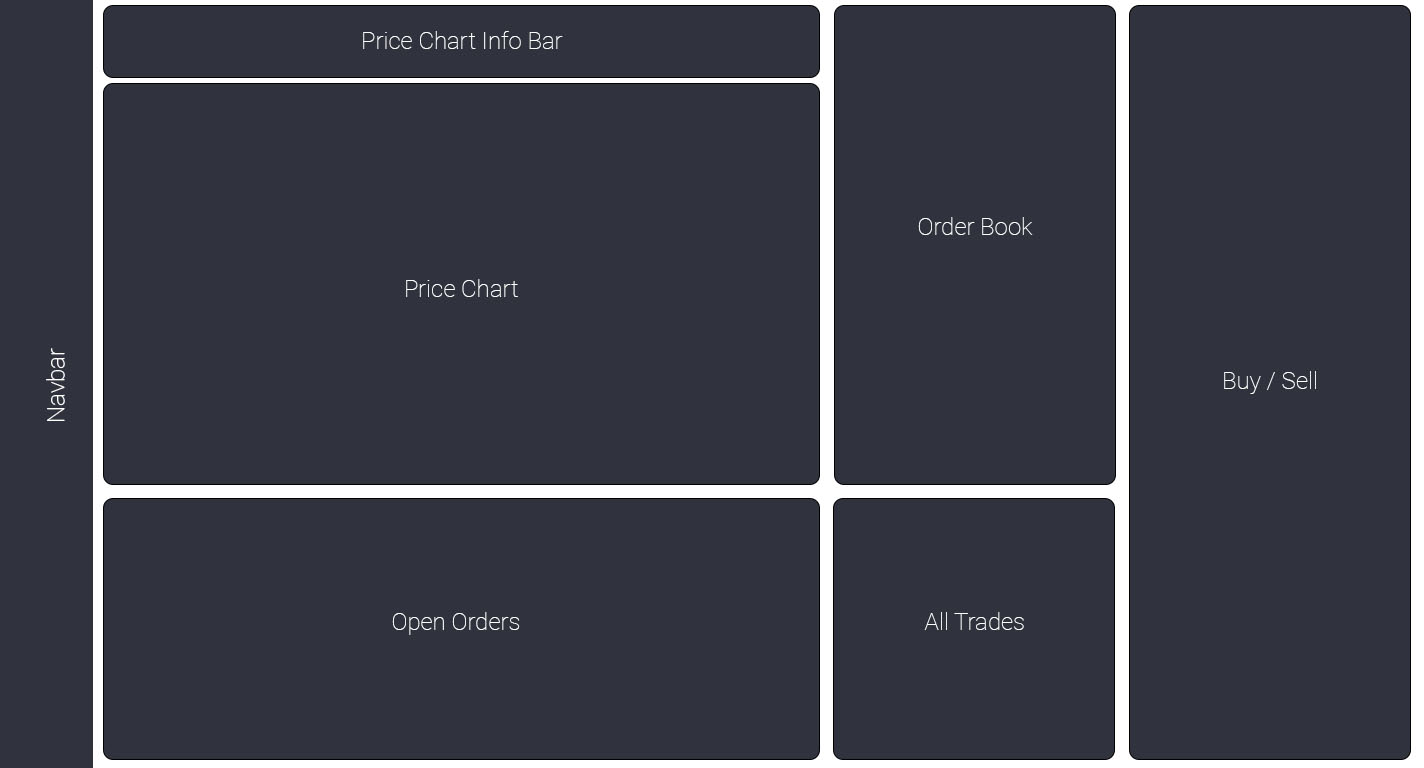 Navbar
Price Chart Info Bar
Price Chart
Open Orders
Order Book
All Trades
Buy / Sell